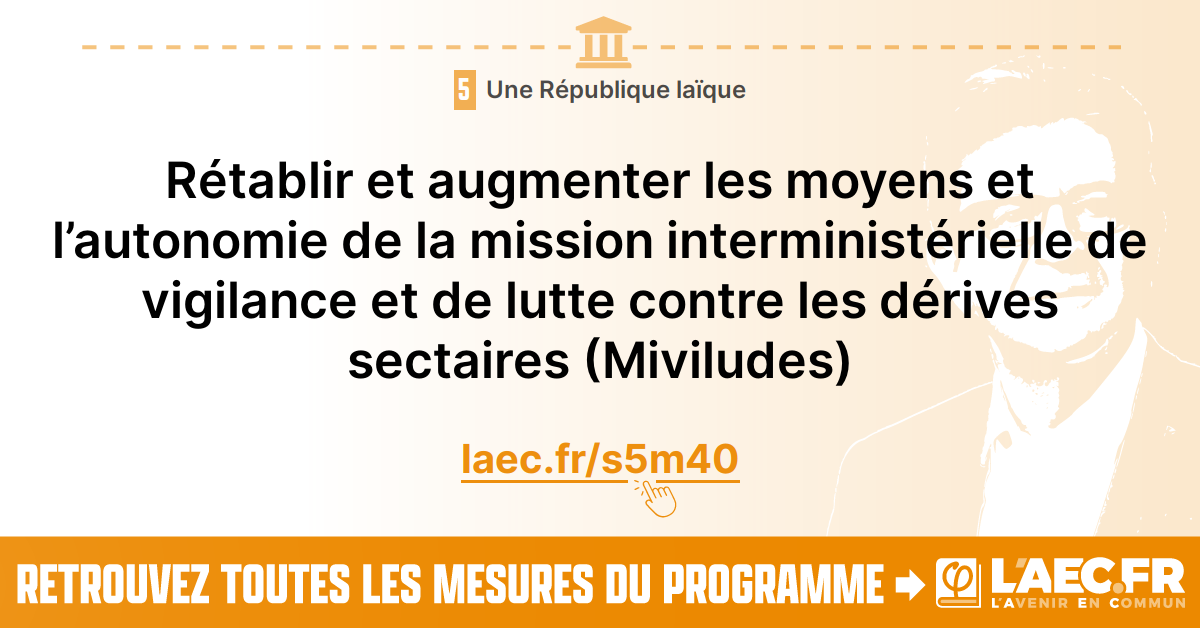 5 Une République laïque
Rétablir et augmenter les moyens et
l’autonomie de la mission interministérielle de
vigilance et de lutte contre les dérives
sectaires (Miviludes)
laec.fr/s5m40
RETROUVEZ TOUTES LES MESURES DU PROGRAMME
φ L'AEC.FR
L'AVENIR EN COMMUN